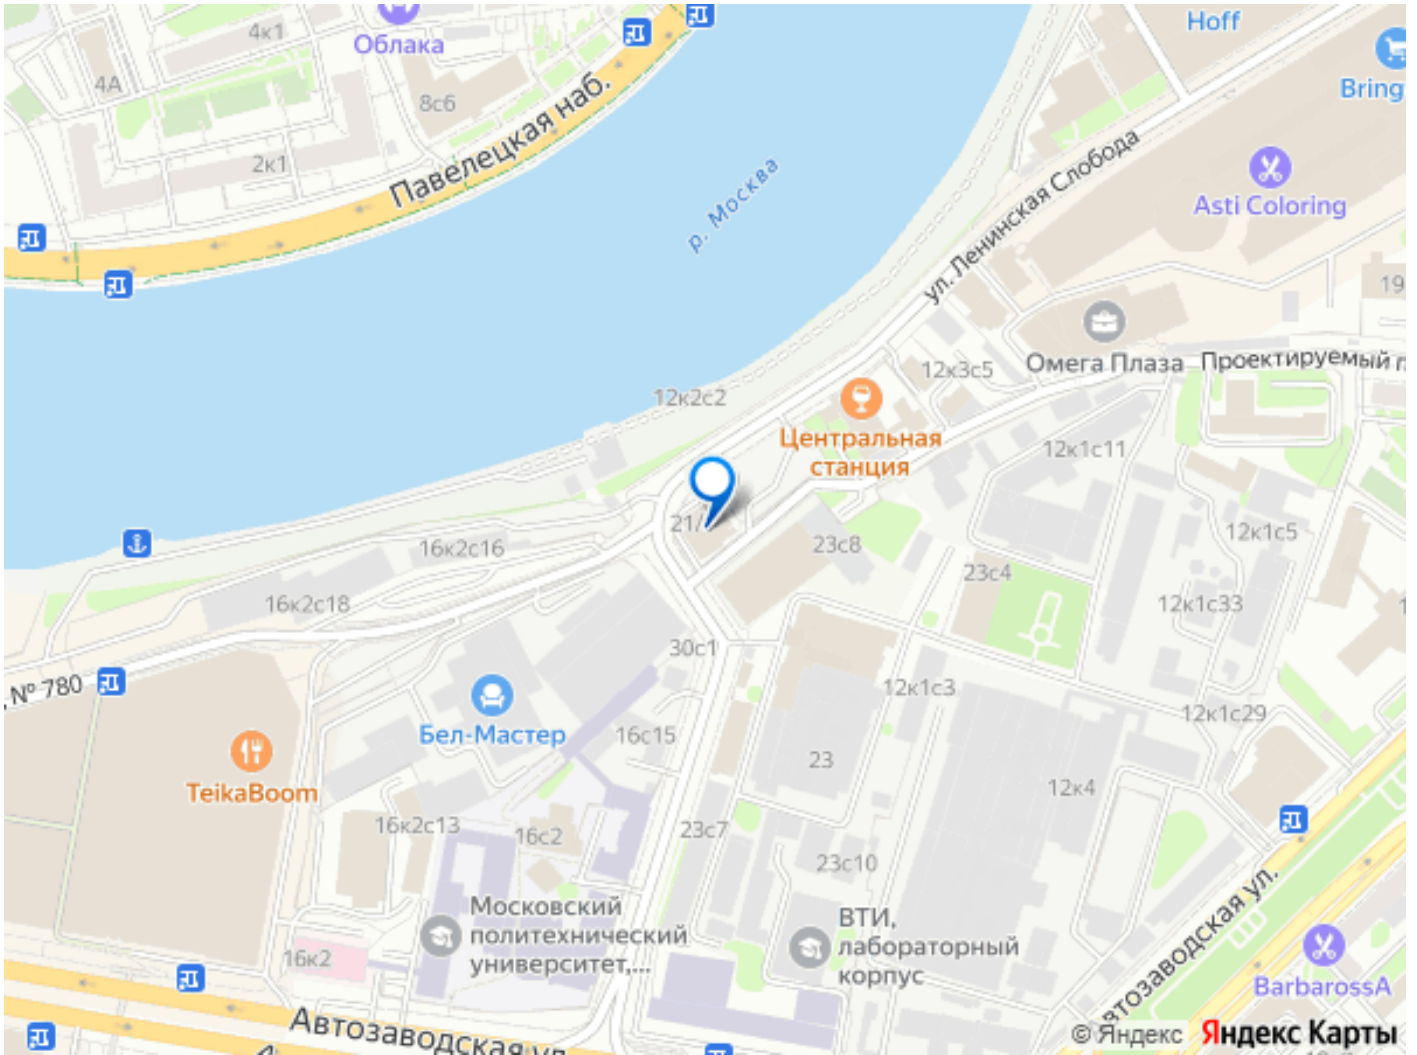 Hoff
4к1
Облака
4А
8с6
Bring
Павелецкая наб.
2к1
р. Москва
ул. Ленинская Слобода
Asti Coloring
19
Омега Плаза
Проектируемый
12к3с5
12к2с2
Центральная
станция
12к1с11
21/
23с8
12к1с5
16к2с16
23с4
16к2с18
12к1с33
30с1
№ 780
12к1с3
12к1с29
Бел-Мастер
16с15
23
12к4
TeikaBoom
16к2с13
16с2
23с7
23с10
Московский
политехнический
университет,...
ВТИ,
лабораторный
корпус
16к2
Автозаводская ул.
BarbarossA
Автозаводская ул.
© Яндекс Яндекс Карты